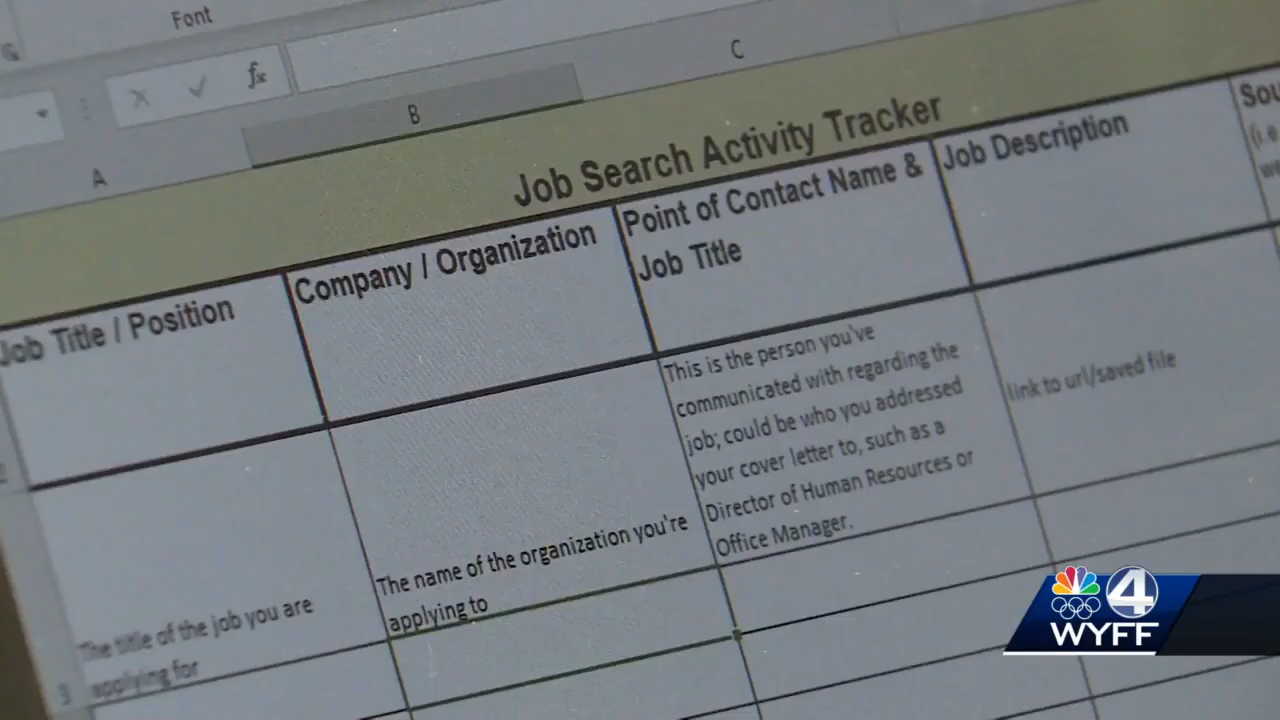 Font
fx
A
B
C
Job Search Activity Tracker
Job Title / Position
Company / Organization
Point of Contact Name &
Job Title
Job Description
Sou
(i.e.
The title of the job you are
applying for
The name of the organization you're
applying to
This is the person you've
communicated with regarding the
job; could be who you addressed
your cover letter to, such as a
Director of Human Resources or
Office Manager.
link to url/saved file
3
4
WYFF